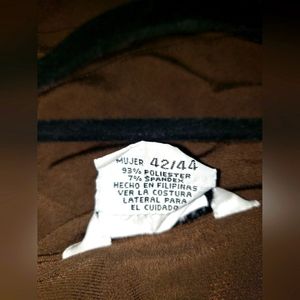 MUJER 42/44
93% POLIESTER
7% SPANDEX
HECHO EN FILIPINAS
VER LA COSTURA
LATERAL PARA
EL CUIDADO